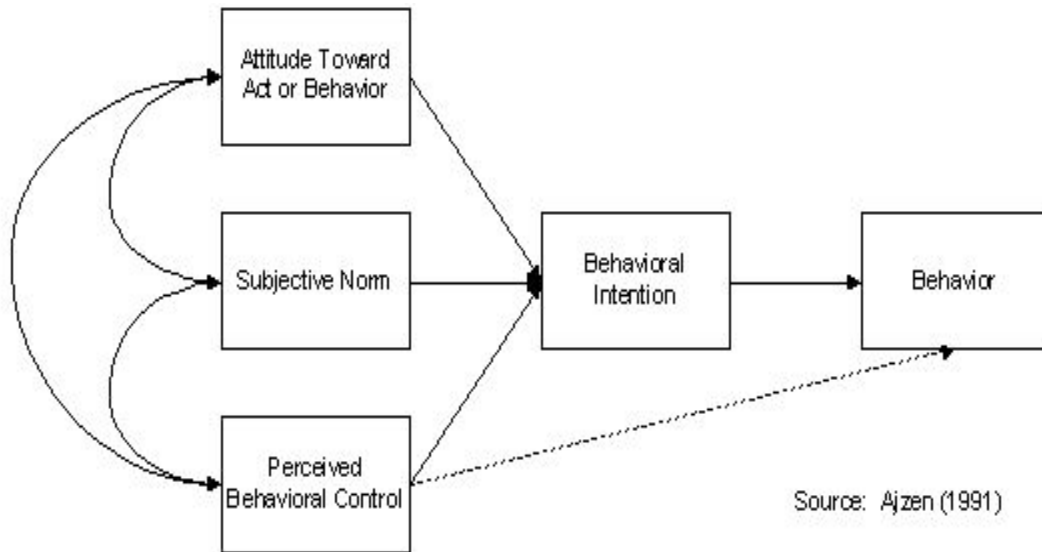 Attitude Toward
Act or Behavior
Subjective Norm
Behavioral
Intention
Behavior
Perceived
Behavioral Control
Source: Ajzen (1991)